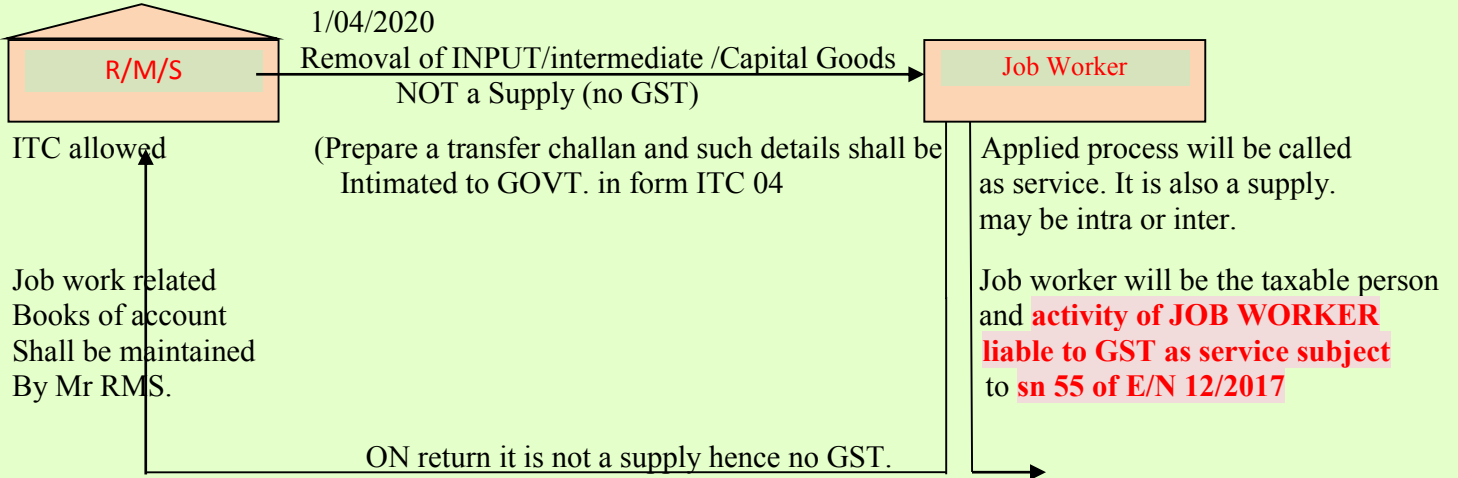 1/04/2020
R/M/S
Removal of INPUT/intermediate /Capital Goods
Job Worker
NOT a Supply (no GST)
ITC allowed
(Prepare a transfer challan and such details shall be
Intimated to GOVT. in form ITC 04
Applied process will be called
as service. It is also a supply.
may be intra or inter.
Job work related
Books of account
Shall be maintained
By Mr RMS.
Job worker will be the taxable person
and activity of JOB WORKER
liable to GST as service subject
to sn 55 of E/N 12/2017
ON return it is not a supply hence no GST.